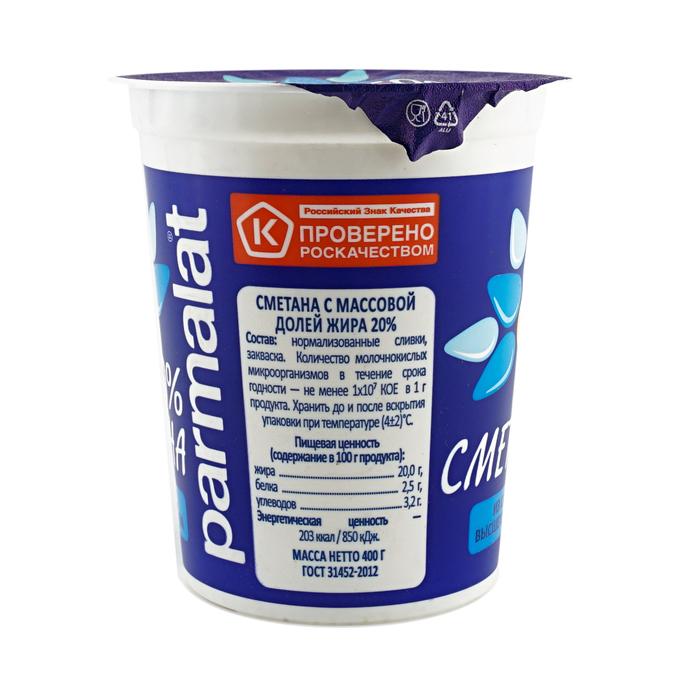 41
ALU
Российский Знак Качества
К ПРОВЕРЕНО
РОСКАЧЕСТВОМ
parmalat
®
%
НА
СМЕТАНА С МАССОВОЙ
ДОЛЕЙ ЖИРА 20%
Состав: нормализованные сливки,
закваска. Количество молочнокислых
микроорганизмов в течение срока
годности — не менее 1х10⁷ КОЕ в 1 г
продукта. Хранить до и после вскрытия
упаковки при температуре (4±2)°С.
Пищевая ценность
(содержание в 100 г продукта):
жира 20,0 г,
белка 2,5 г,
углеводов 3,2 г.
Энергетическая ценность —
203 ккал / 850 кДж.
МАССА НЕТТО 400 Г
ГОСТ 31452-2012
СМЕ
ИЗ
ВЫСШ